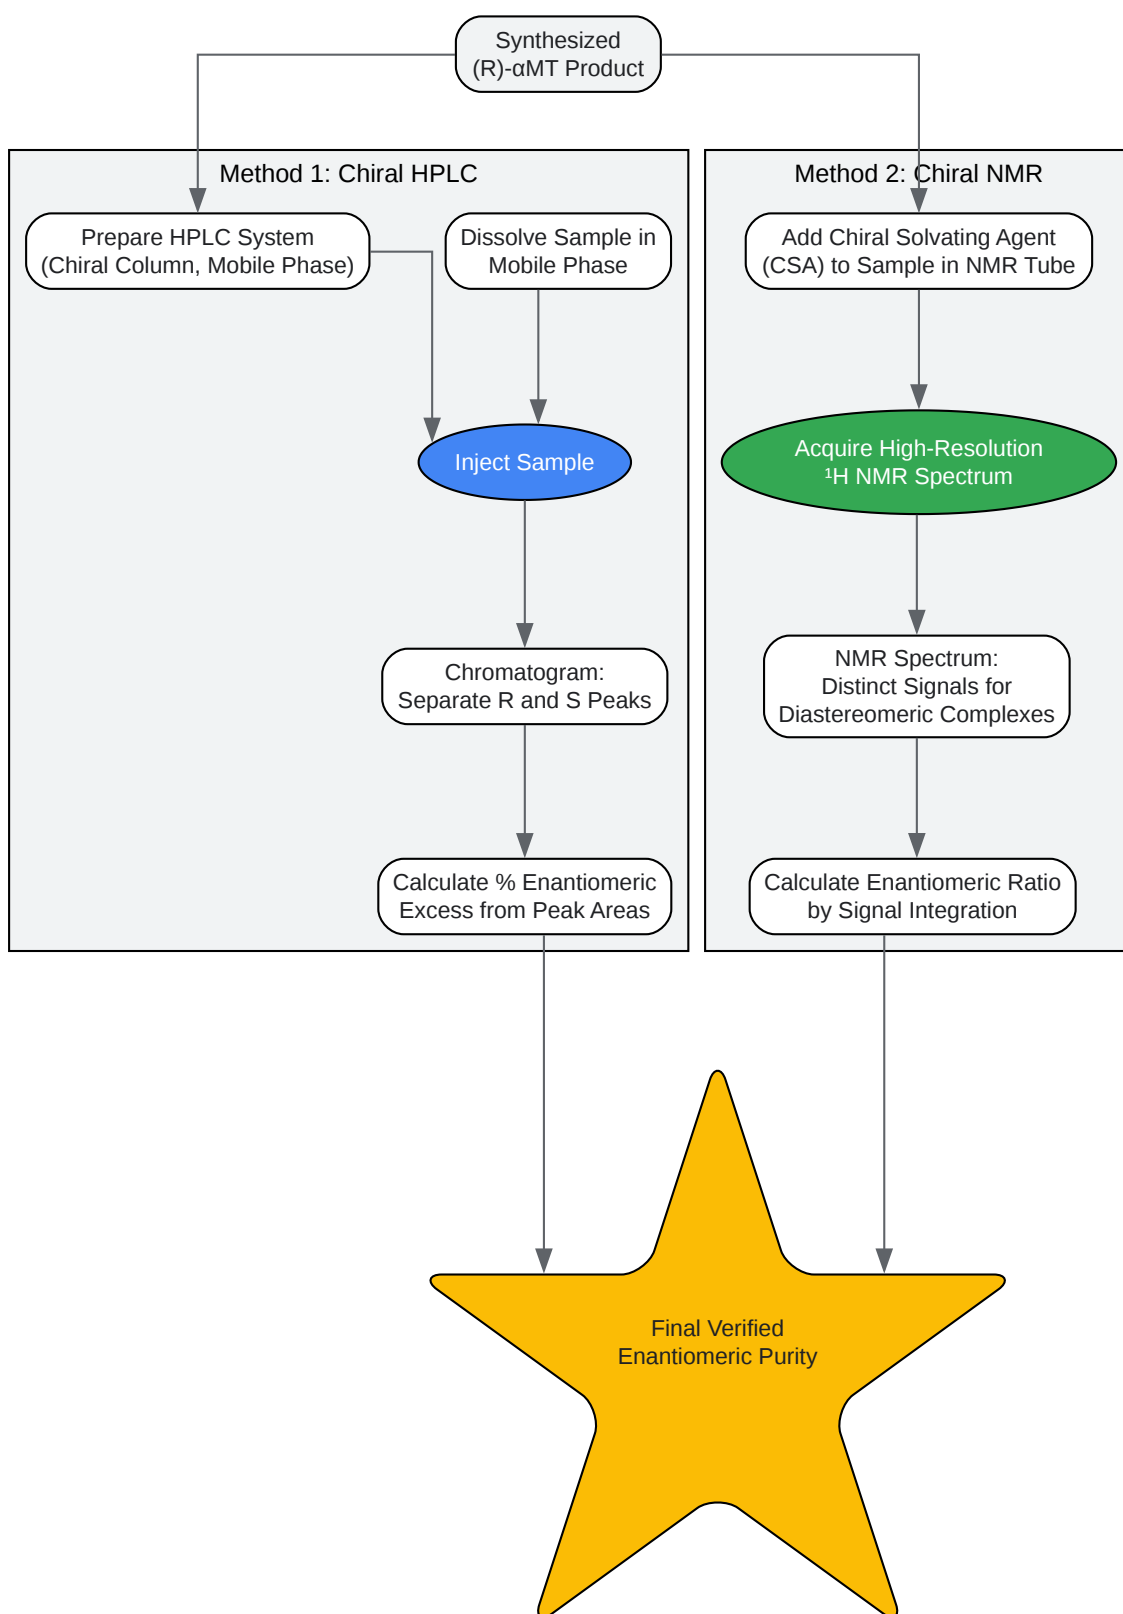 Synthesized
(R)-αMT Product
Method 1: Chiral HPLC
Prepare HPLC System
(Chiral Column, Mobile Phase)
Dissolve Sample in
Mobile Phase
Inject Sample
Chromatogram:
Separate R and S Peaks
Calculate % Enantiomeric
Excess from Peak Areas
Method 2: Chiral NMR
Add Chiral Solvating Agent
(CSA) to Sample in NMR Tube
Acquire High-Resolution
¹H NMR Spectrum
NMR Spectrum:
Distinct Signals for
Diastereomeric Complexes
Calculate Enantiomeric Ratio
by Signal Integration
Final Verified
Enantiomeric Purity